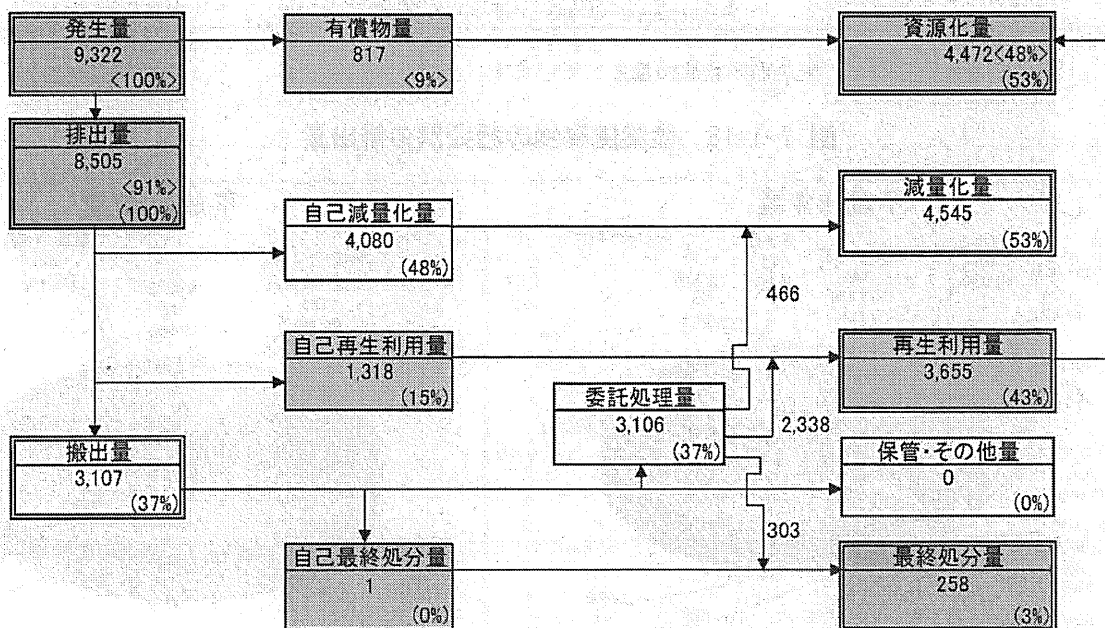 発生量
9,322
<100%>
有償物量
817
<9%>
資源化量
4,472<48%>
(53%)
排出量
8,505
<91%>
(100%)
自己減量化量
4,080
(48%)
減量化量
4,545
(53%)
466
自己再生利用量
1,318
(15%)
再生利用量
3,655
(43%)
委託処理量
3,106
(37%)
2,338
搬出量
3,107
(37%)
保管・その他量
0
(0%)
303
自己最終処分量
1
(0%)
最終処分量
258
(3%)